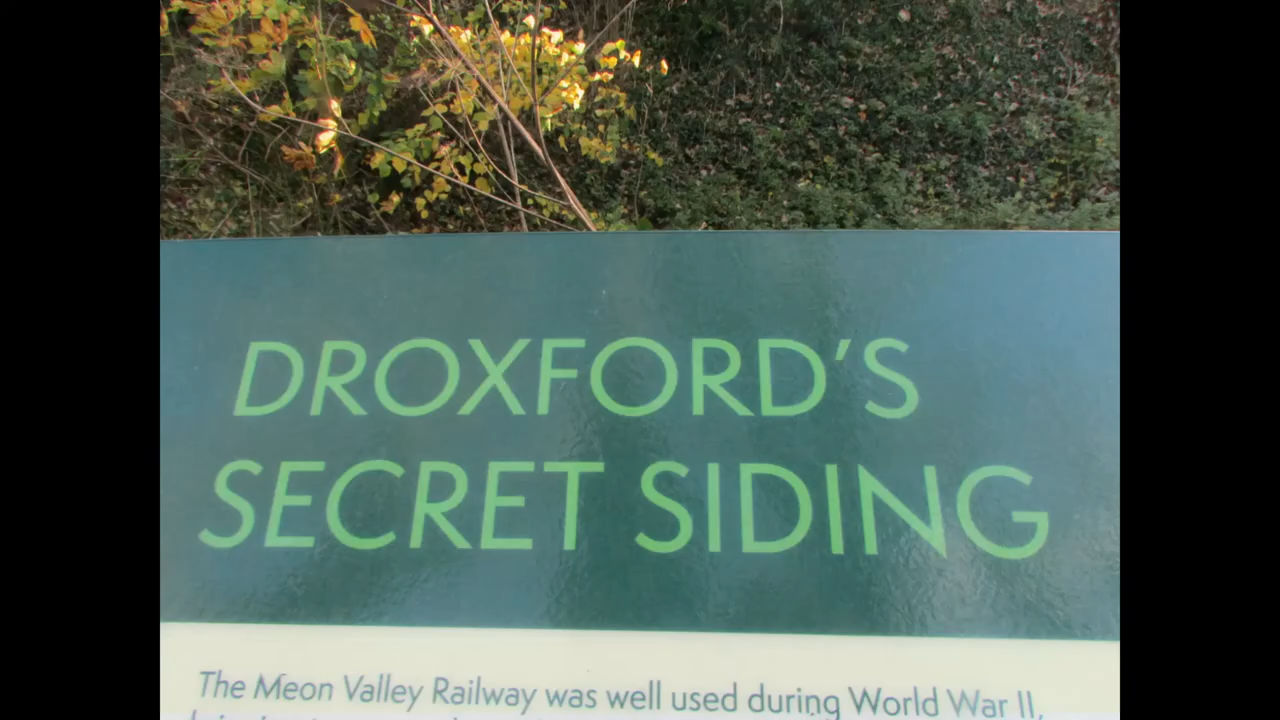 DROXFORD'S
SECRET SIDING
The Meon Valley Railway was well used during World War II,